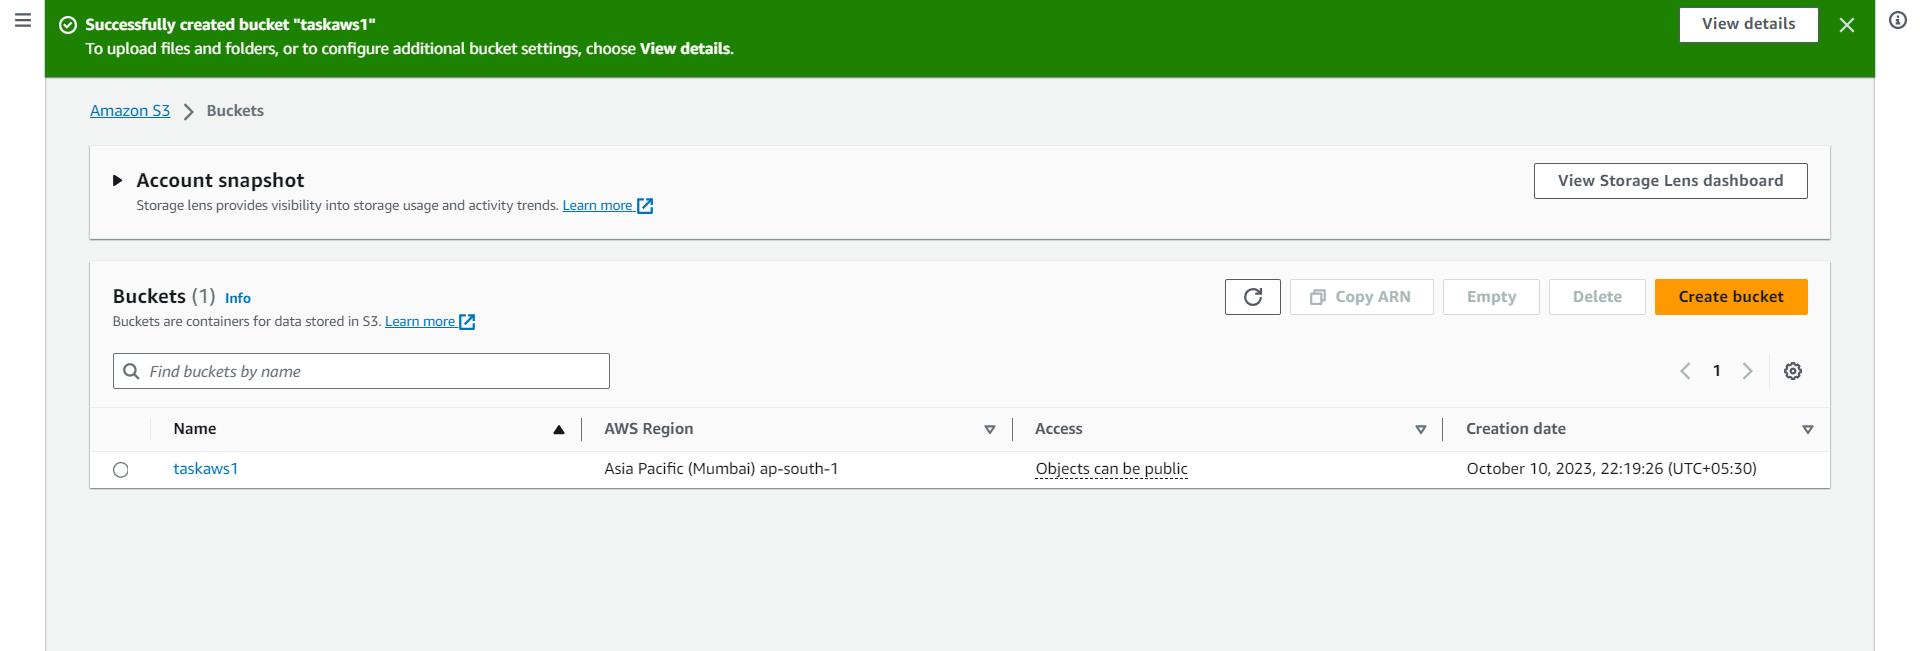 Successfully created bucket "taskaws1"
To upload files and folders, or to configure additional bucket settings, choose View details.
View details
Amazon S3 Buckets
Account snapshot
Storage lens provides visibility into storage usage and activity trends. Learn more
View Storage Lens dashboard
Buckets (1) Info
Buckets are containers for data stored in S3. Learn more
Copy ARN Empty Delete Create bucket
Find buckets by name
1
Name AWS Region Access Creation date
taskaws1 Asia Pacific (Mumbai) ap-south-1 Objects can be public October 10, 2023, 22:19:26 (UTC+05:30)